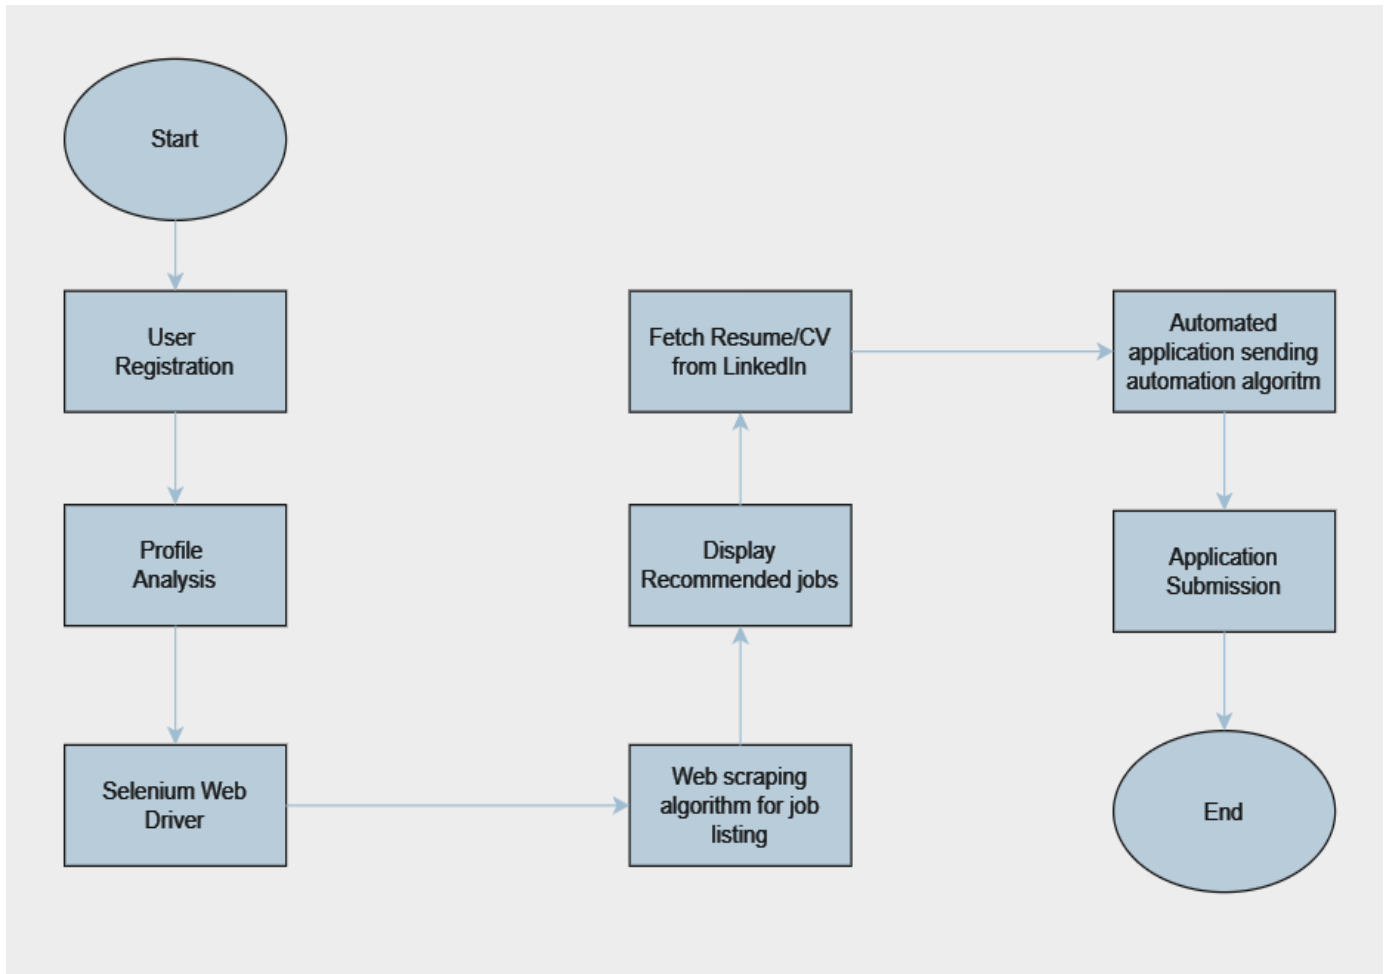 Start
User
Registration
Profile
Analysis
Selenium Web
Driver
Web scraping
algorithm for job
listing
Display
Recommended jobs
Fetch Resume/CV
from LinkedIn
Automated
application sending
automation algoritm
Application
Submission
End